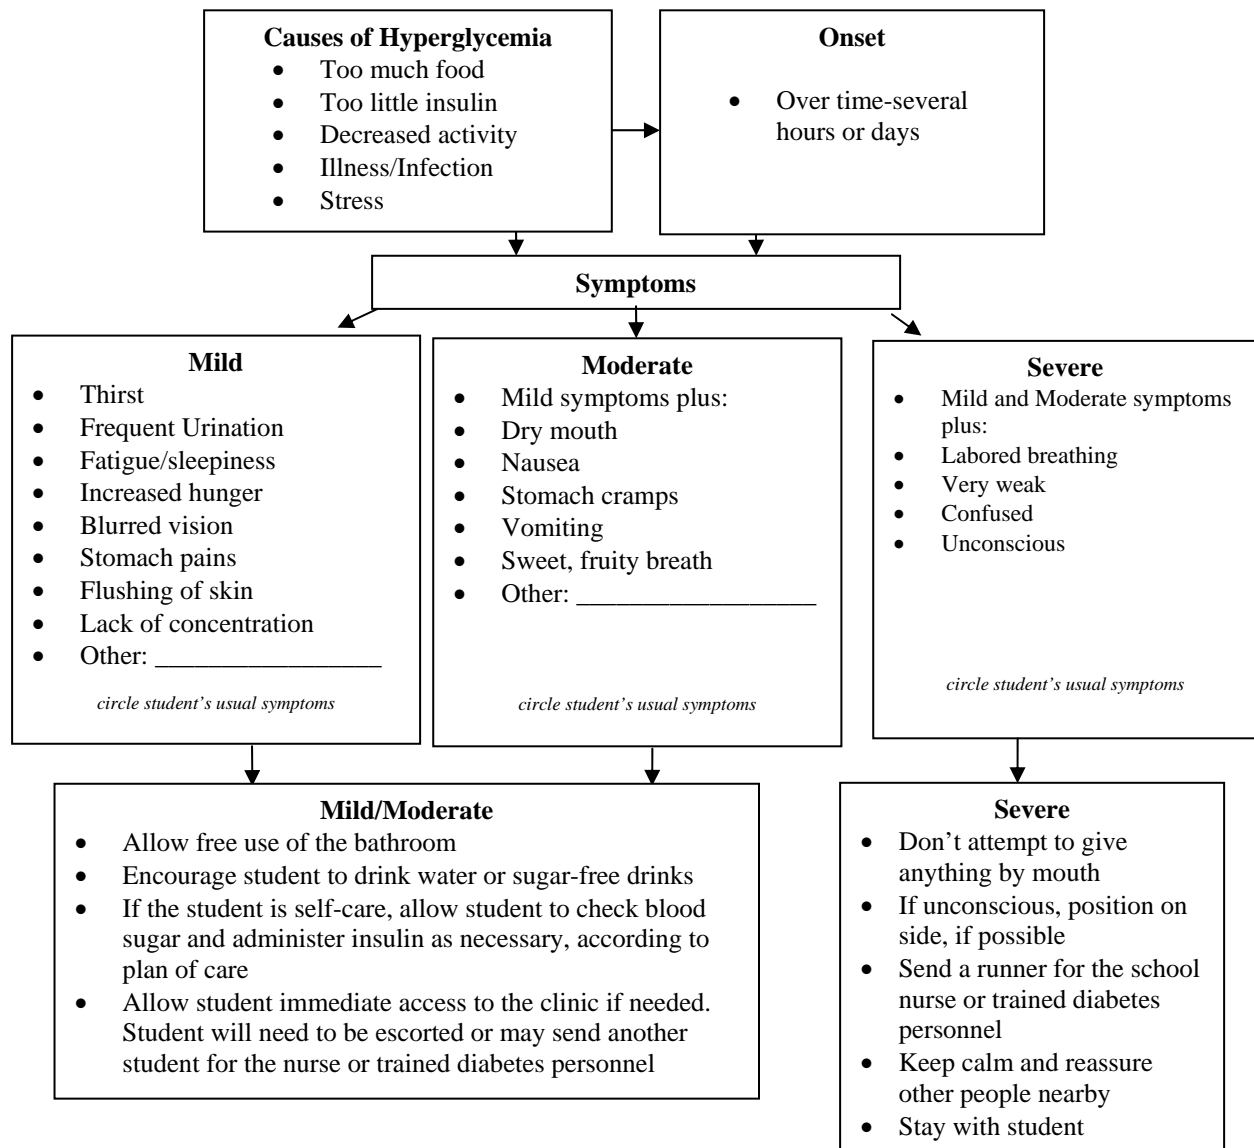 Causes of Hyperglycemia
• Too much food
• Too little insulin
• Decreased activity
• Illness/Infection
• Stress
Onset
• Over time-several
hours or days
Symptoms
Mild
• Thirst
• Frequent Urination
• Fatigue/sleepiness
• Increased hunger
• Blurred vision
• Stomach pains
• Flushing of skin
• Lack of concentration
• Other: _________________
circle student’s usual symptoms
Moderate
• Mild symptoms plus:
• Dry mouth
• Nausea
• Stomach cramps
• Vomiting
• Sweet, fruity breath
• Other: __________________
circle student’s usual symptoms
Severe
• Mild and Moderate symptoms
plus:
• Labored breathing
• Very weak
• Confused
• Unconscious
circle student’s usual symptoms
Mild/Moderate
• Allow free use of the bathroom
• Encourage student to drink water or sugar-free drinks
• If the student is self-care, allow student to check blood
sugar and administer insulin as necessary, according to
plan of care
• Allow student immediate access to the clinic if needed.
Student will need to be escorted or may send another
student for the nurse or trained diabetes personnel
Severe
• Don’t attempt to give
anything by mouth
• If unconscious, position on
side, if possible
• Send a runner for the school
nurse or trained diabetes
personnel
• Keep calm and reassure
other people nearby
• Stay with student